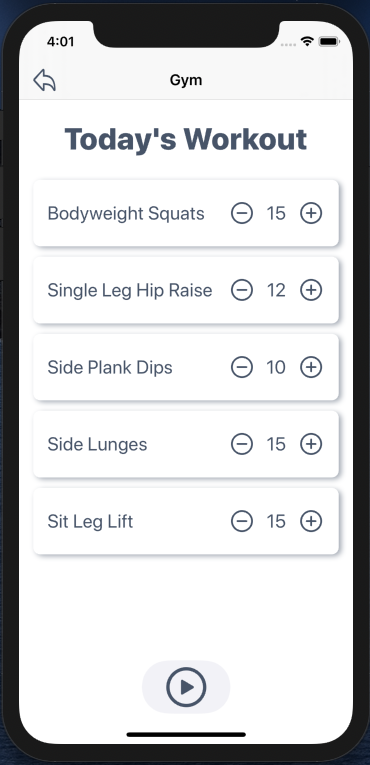 4:01
Gym
Today's Workout
Bodyweight Squats 15
Single Leg Hip Raise 12
Side Plank Dips 10
Side Lunges 15
Sit Leg Lift 15